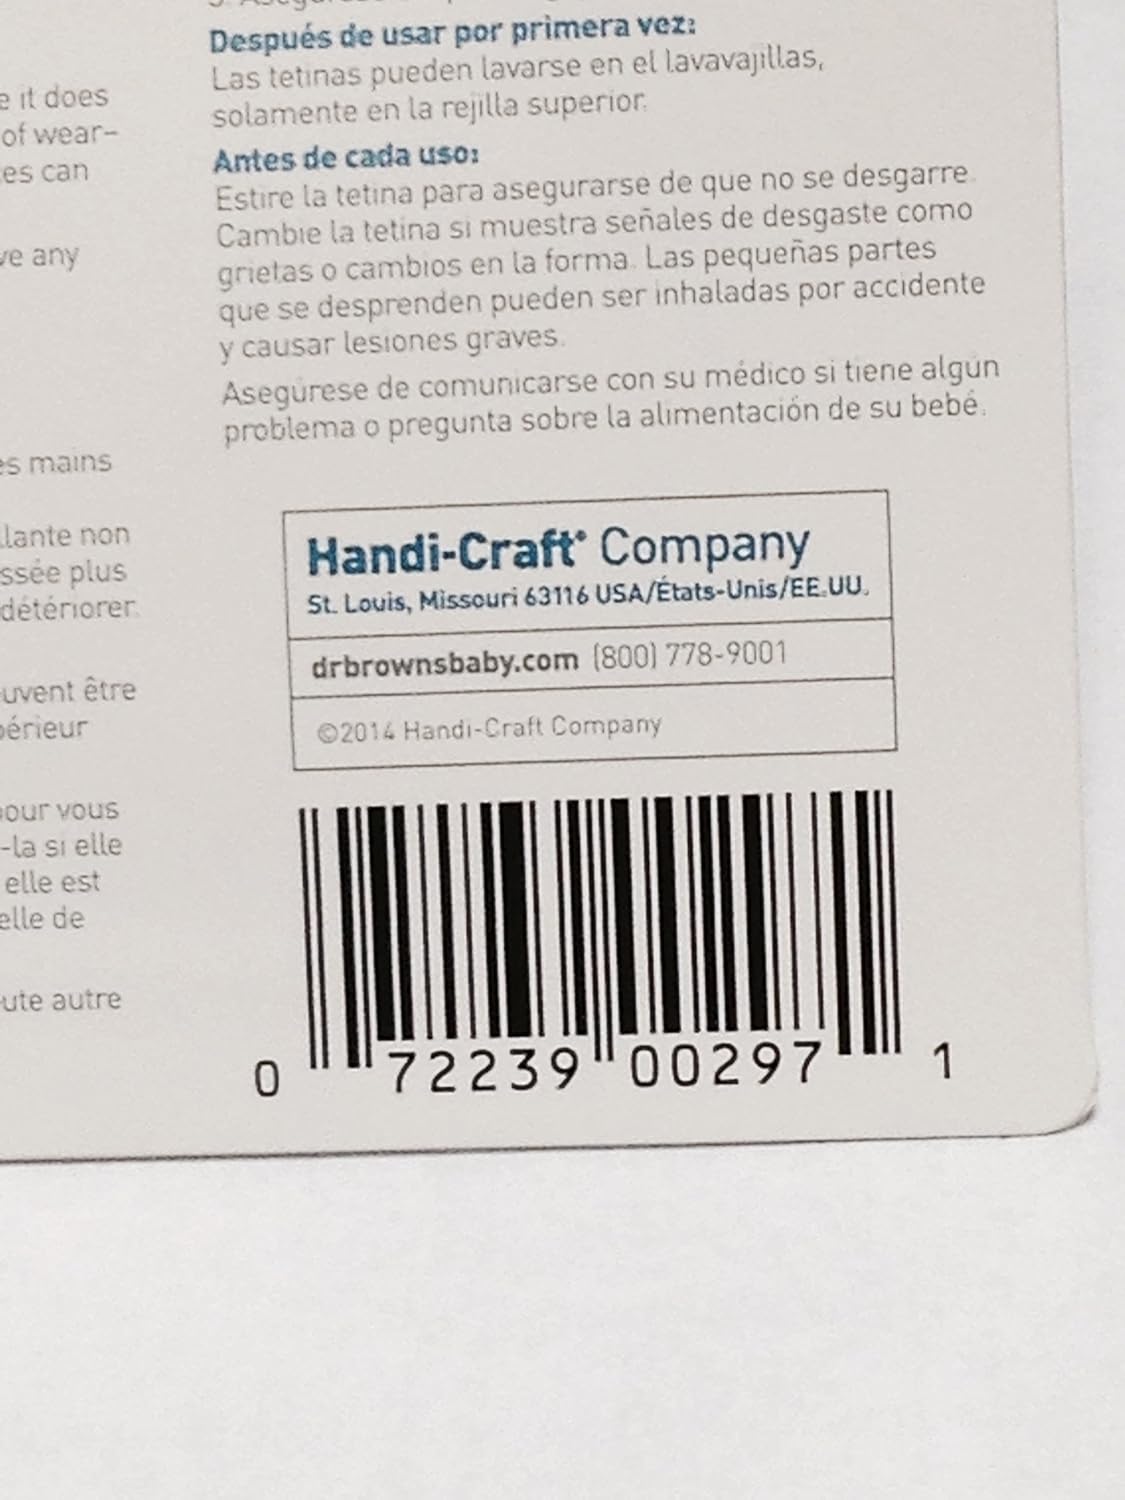 e it does
of wear-
es can
ve any
es mains
llante non
ssée plus
détériorer.
uvent être
périeur
pour vous
-la si elle
elle est
elle de
ute autre
Después de usar por primera vez:
Las tetinas pueden lavarse en el lavavajillas,
solamente en la rejilla superior.
Antes de cada uso:
Estire la tetina para asegurarse de que no se desgarre.
Cambie la tetina si muestra señales de desgaste como
grietas o cambios en la forma. Las pequeñas partes
que se desprenden pueden ser inhaladas por accidente
y causar lesiones graves.
Asegúrese de comunicarse con su médico si tiene algún
problema o pregunta sobre la alimentación de su bebé.
Handi-Craft® Company
St. Louis, Missouri 63116 USA/États-Unis/EE.UU.
drbrownsbaby.com (800) 778-9001
©2014 Handi-Craft Company
0 72239 00297 1